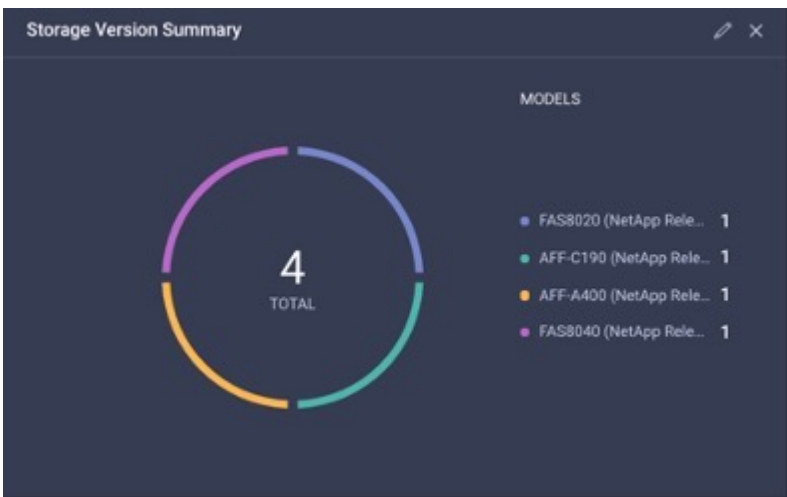 Storage Version Summary
MODELS
FAS8020 (NetApp Rele... 1
AFF-C190 (NetApp Rele... 1
AFF-A400 (NetApp Rele... 1
FAS8040 (NetApp Rele... 1
4
TOTAL